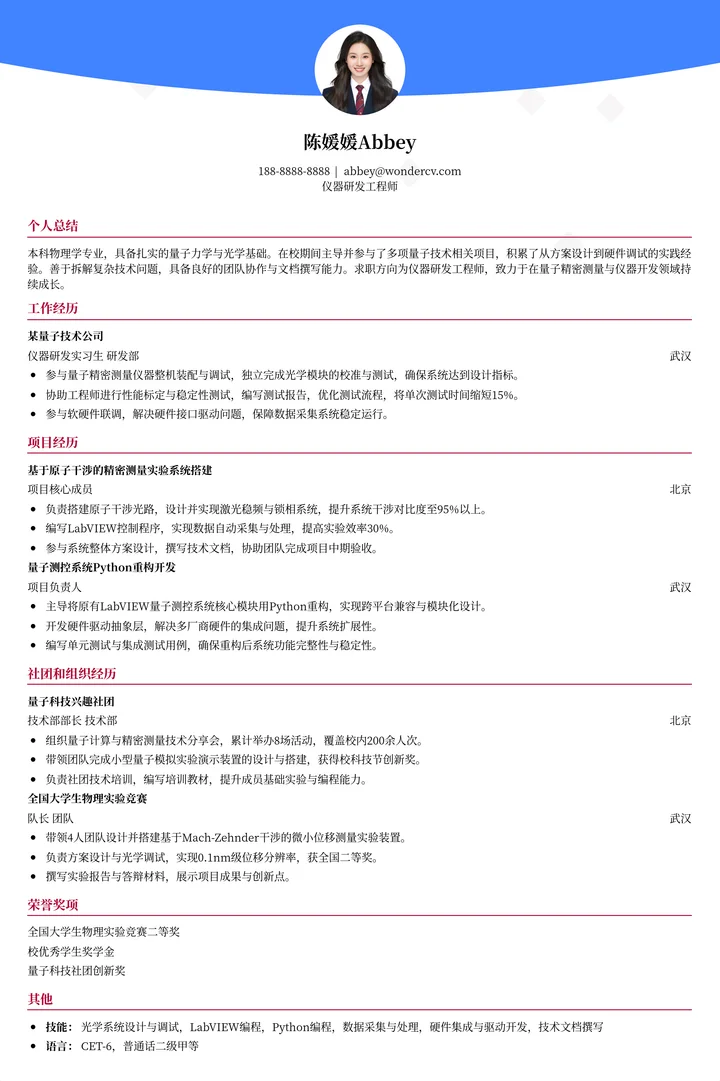 陈媛媛Abbey
188-8888-8888 | abbey@wondercv.com
仪器研发工程师
个人总结
本科物理学专业，具备扎实的量子力学与光学基础。在校期间主导并参与了多项量子技术相关项目，积累了从方案设计到硬件调试的实践经
验。善于拆解复杂技术问题，具备良好的团队协作与文档撰写能力。求职方向为仪器研发工程师，致力于在量子精密测量与仪器开发领域持
续成长。
工作经历
某量子技术公司
仪器研发实习生 研发部 武汉
• 参与量子精密测量仪器整机装配与调试，独立完成光学模块的校准与测试，确保系统达到设计指标。
• 协助工程师进行性能标定与稳定性测试，编写测试报告，优化测试流程，将单次测试时间缩短15%。
• 参与软硬件联调，解决硬件接口驱动问题，保障数据采集系统稳定运行。
项目经历
基于原子干涉的精密测量实验系统搭建
项目核心成员 北京
• 负责搭建原子干涉光路，设计并实现激光稳频与锁相系统，提升系统干涉对比度至95%以上。
• 编写LabVIEW控制程序，实现数据自动采集与处理，提高实验效率30%。
• 参与系统整体方案设计，撰写技术文档，协助团队完成项目中期验收。
量子测控系统Python重构开发
项目负责人 武汉
• 主导将原有LabVIEW量子测控系统核心模块用Python重构，实现跨平台兼容与模块化设计。
• 开发硬件驱动抽象层，解决多厂商硬件的集成问题，提升系统扩展性。
• 编写单元测试与集成测试用例，确保重构后系统功能完整性与稳定性。
社团和组织经历
量子科技兴趣社团
技术部部长 技术部 北京
• 组织量子计算与精密测量技术分享会，累计举办8场活动，覆盖校内200余人次。
• 带领团队完成小型量子模拟实验演示装置的设计与搭建，获得校科技节创新奖。
• 负责社团技术培训，编写培训教材，提升成员基础实验与编程能力。
全国大学生物理实验竞赛
队长 团队 武汉
• 带领4人团队设计并搭建基于Mach-Zehnder干涉的微小位移测量实验装置。
• 负责方案设计与光学调试，实现0.1nm级位移分辨率，获全国二等奖。
• 撰写实验报告与答辩材料，展示项目成果与创新点。
荣誉奖项
全国大学生物理实验竞赛二等奖
校优秀学生奖学金
量子科技社团创新奖
其他
• 技能： 光学系统设计与调试，LabVIEW编程，Python编程，数据采集与处理，硬件集成与驱动开发，技术文档撰写
• 语言： CET-6，普通话二级甲等